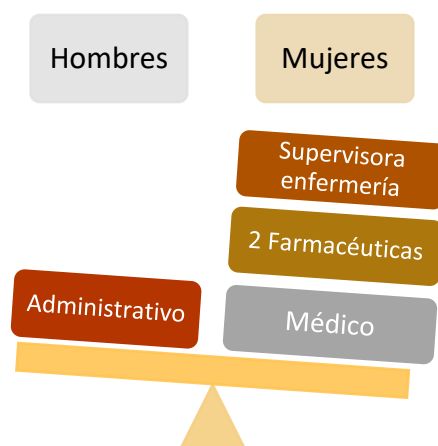 Hombres
Mujeres
Supervisora
enfermería
2 Farmacéuticas
Administrativo
Médico